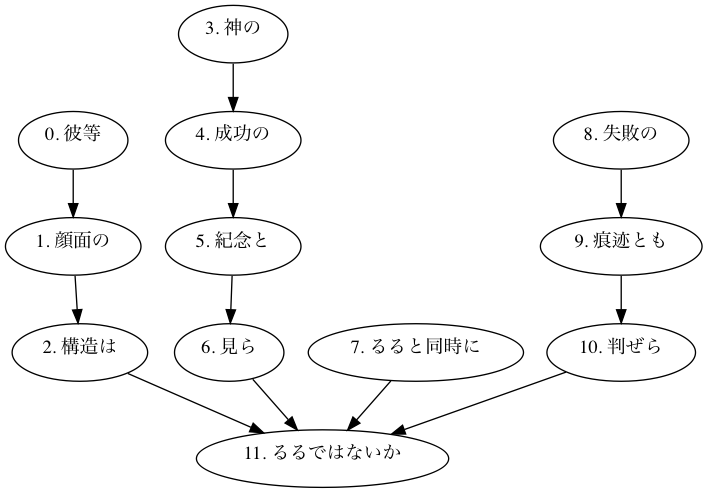 3. 神の
0. 彼等
4. 成功の
8. 失敗の
1. 顔面の
5. 紀念と
9. 痕迹とも
2. 構造は
6. 見ら
7. るると同時に
10. 判ぜら
11. るるではないか